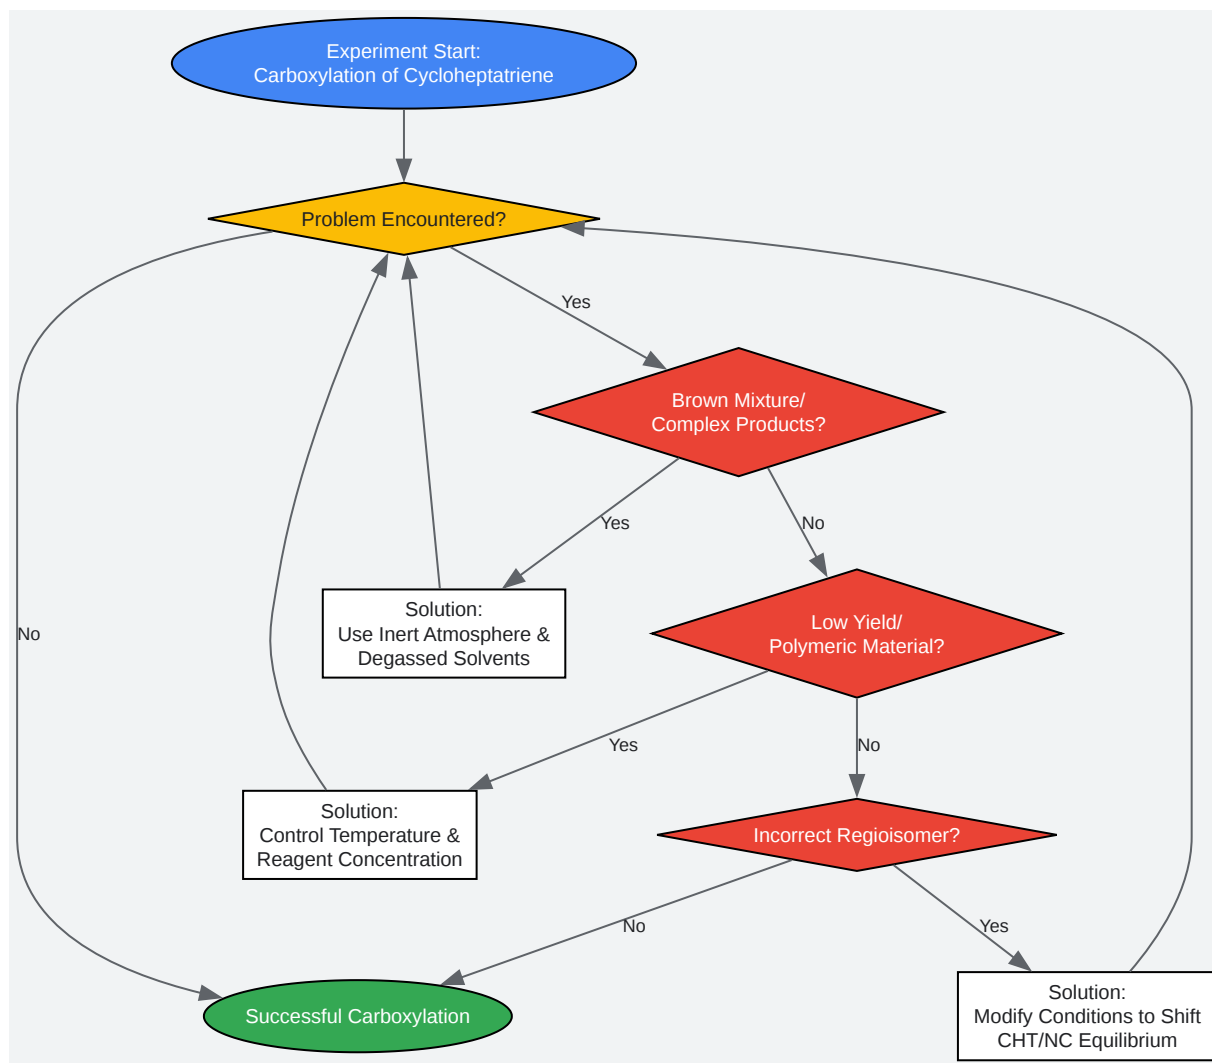 Experiment Start:
Carboxylation of Cycloheptatriene
Problem Encountered?
Yes
Brown Mixture/
Complex Products?
Yes
No
Solution:
Use Inert Atmosphere &
Degassed Solvents
Low Yield/
Polymeric Material?
No
Yes
No
Solution:
Control Temperature &
Reagent Concentration
Incorrect Regioisomer?
No
Yes
Successful Carboxylation
Solution:
Modify Conditions to Shift
CHT/NC Equilibrium